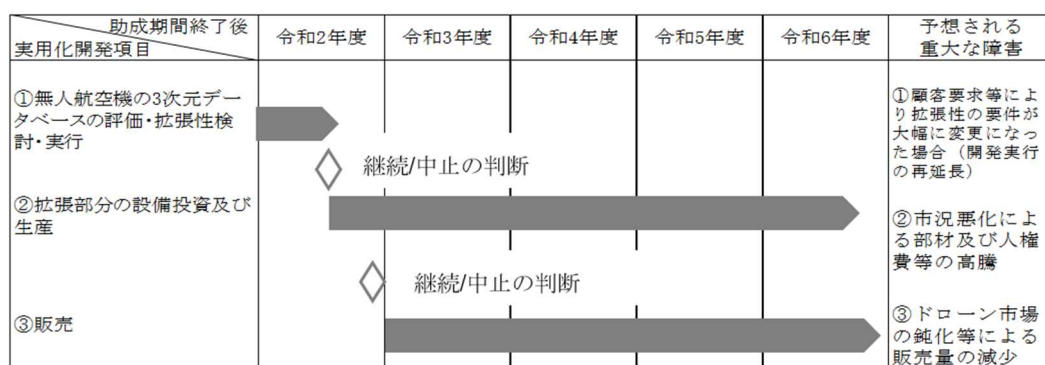 助成期間終了後
実用化開発項目
令和2年度
令和3年度
令和4年度
令和5年度
令和6年度
予想される
重大な障害
①無人航空機の3次元デー
タベースの評価・拡張性検
討・実行
継続/中止の判断
①顧客要求等によ
り拡張性の要件が
大幅に変更になっ
た場合（開発実行
の再延長）
②拡張部分の設備投資及び
生産
継続/中止の判断
②市況悪化によ
る部材及び人権
費等の高騰
③販売
③ドローン市場
の鈍化等による
販売量の減少